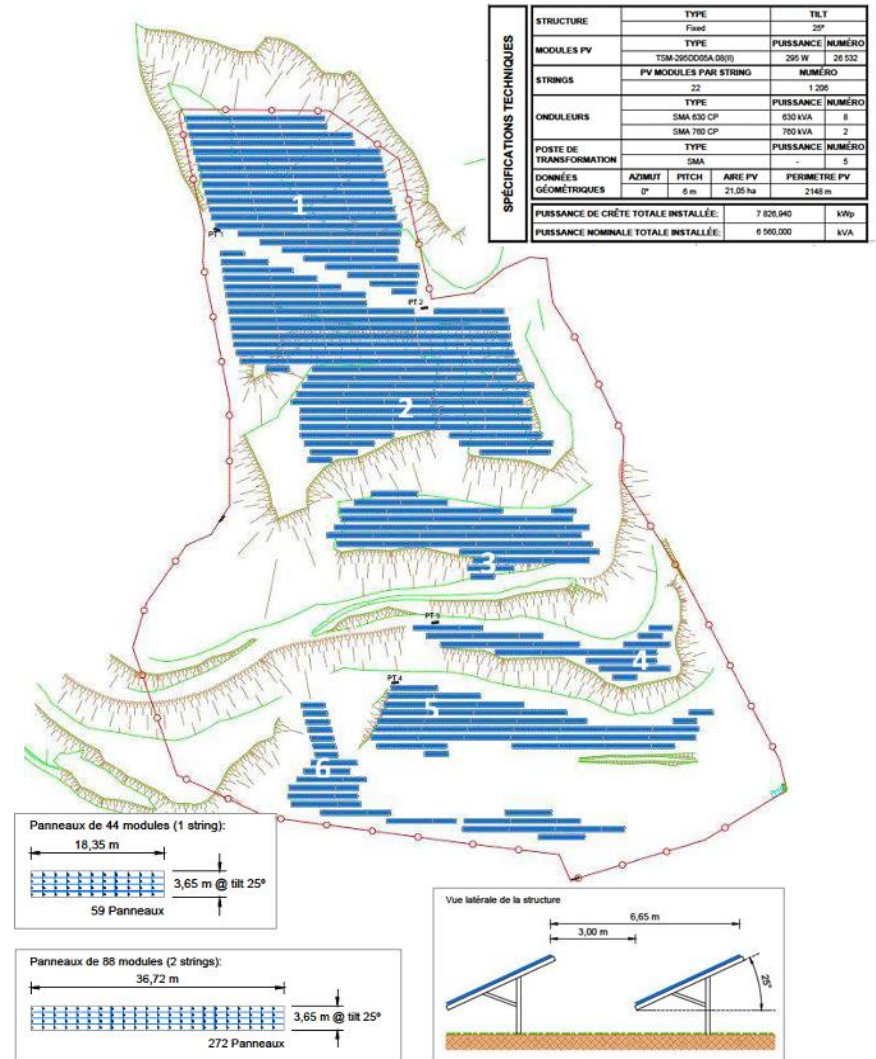 SPÉCIFICATIONS TECHNIQUES
STRUCTURE
TYPE
TILT
Fixed
25º
MODULES PV
TYPE
PUISSANCE
NUMÉRO
TSM-295DD05A.08(II)
295 W
26 532
STRINGS
PV MODULES PAR STRING
NUMÉRO
22
1 206
ONDULEURS
TYPE
PUISSANCE
NUMÉRO
SMA 630 CP
630 kVA
8
SMA 760 CP
760 kVA
2
POSTE DE TRANSFORMATION
TYPE
PUISSANCE
NUMÉRO
SMA
-
5
DONNÉES GÉOMÉTRIQUES
AZIMUT
PITCH
AIRE PV
PERIMETRE PV
0º
6 m
21,05 ha
2148 m
PUISSANCE DE CRÊTE TOTALE INSTALLÉE:
7 826,940
kWp
PUISSANCE NOMINALE TOTALE INSTALLÉE:
6 560,000
kVA
1
PT 1
PT 2
2
3
PT 5
4
PT 4
5
6
Panneaux de 44 modules (1 string):
18,35 m
3,65 m @ tilt 25º
59 Panneaux
Panneaux de 88 modules (2 strings):
36,72 m
3,65 m @ tilt 25º
272 Panneaux
Vue latérale de la structure
6,65 m
3,00 m
25º